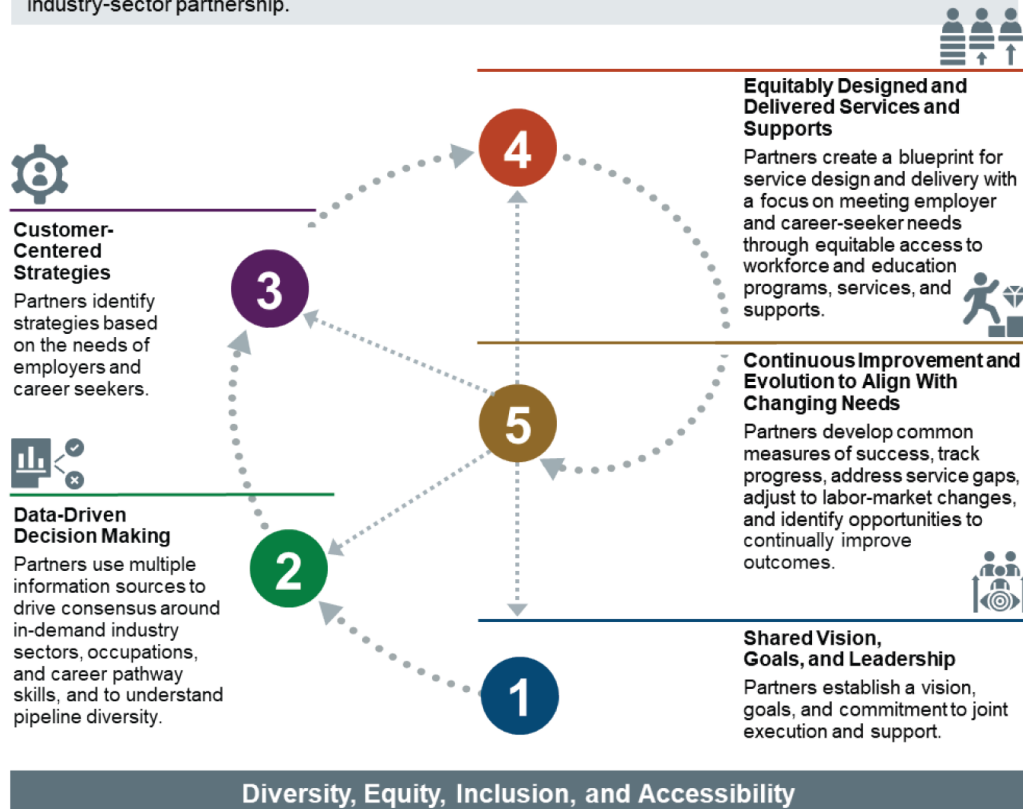 industry-sector partnership.
4
Equitably Designed and
Delivered Services and
Supports
Partners create a blueprint for
service design and delivery with
a focus on meeting employer
and career-seeker needs
through equitable access to
workforce and education
programs, services, and
supports.
Customer-
Centered
Strategies
Partners identify
strategies based
on the needs of
employers and
career seekers.
3
5
Continuous Improvement and
Evolution to Align With
Changing Needs
Partners develop common
measures of success, track
progress, address service gaps,
adjust to labor-market changes,
and identify opportunities to
continually improve
outcomes.
Data-Driven
Decision Making
Partners use multiple
information sources to
drive consensus around
in-demand industry
sectors, occupations,
and career pathway
skills, and to understand
pipeline diversity.
2
1
Shared Vision,
Goals, and Leadership
Partners establish a vision,
goals, and commitment to joint
execution and support.
Diversity, Equity, Inclusion, and Accessibility